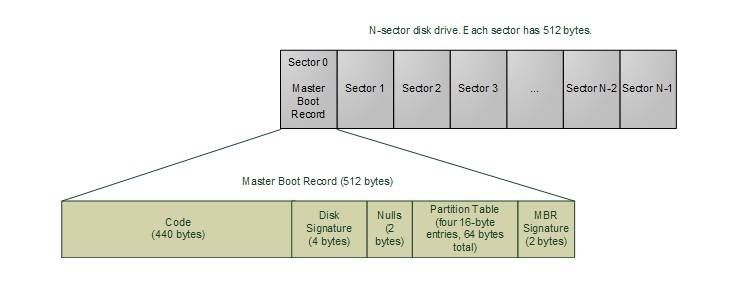 N-sector disk drive. Each sector has 512 bytes.
Sector 0
Master
Boot
Record
Sector 1
Sector 2
Sector 3
...
Sector N-2
Sector N-1
Master Boot Record (512 bytes)
Code
(440 bytes)
Disk
Signature
(4 bytes)
Nulls
(2
bytes)
Partition Table
(four 16-byte
entries, 64 bytes
total)
MBR
Signature
(2 bytes)